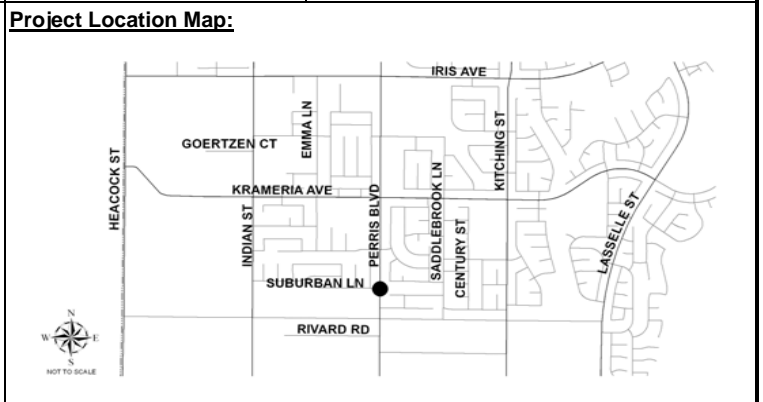 Project Location Map:
IRIS AVE
EMMA LN
GOERTZEN CT
KITCHING ST
HEACOCK ST
KRAMERIA AVE
INDIAN ST
PERRIS BLVD
SADDLEBROOK LN
CENTURY ST
LASSELLE ST
SUBURBAN LN
RIVARD RD
N
W E
S
NOT TO SCALE